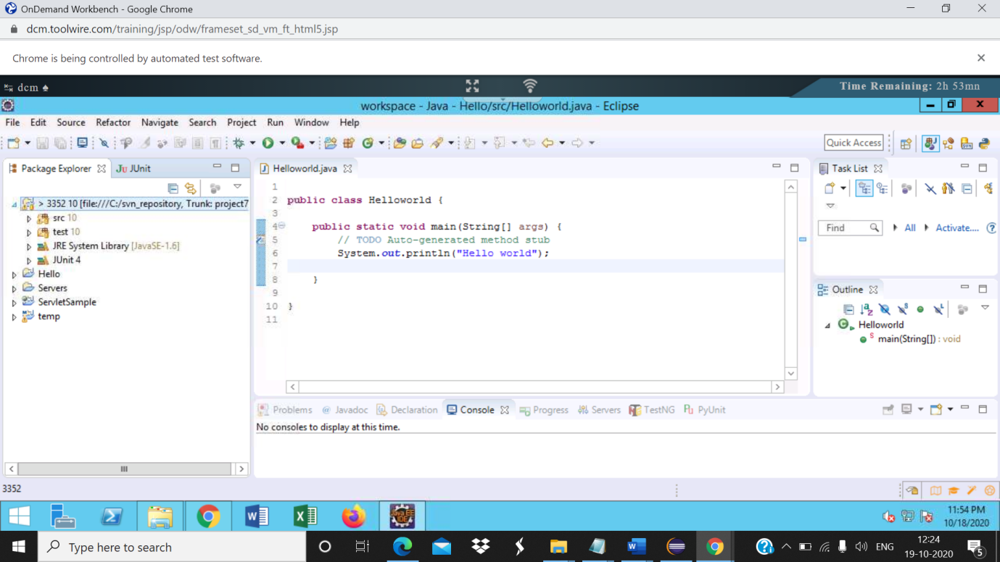 OnDemand Workbench - Google Chrome
dcm.toolwire.com/training/jsp/odw/frameset_sd_vm_ft_html5.jsp
Chrome is being controlled by automated test software.
dcm
Time Remaining: 2h 53mn
workspace - Java - Hello/src/Helloworld.java - Eclipse
File Edit Source Refactor Navigate Search Project Run Window Help
Quick Access
Package Explorer
Ju JUnit
> 3352 10 [file:///C:/svn_repository, Trunk: project7
src 10
test 10
JRE System Library [JavaSE-1.6]
JUnit 4
Hello
Servers
ServletSample
temp
Helloworld.java
1
2 public class Helloworld {
3
4 public static void main(String[] args) {
5 // TODO Auto-generated method stub
6 System.out.println("Hello world");
7
8 }
9
10 }
11
Task List
Find
All
Activate....
Outline
Helloworld
main(String[]) : void
Problems @ Javadoc Declaration Console Progress Servers TestNG PyUnit
No consoles to display at this time.
3352
Java EE
IDE
11:54 PM
10/18/2020
Type here to search
ENG
12:24
19-10-2020
5